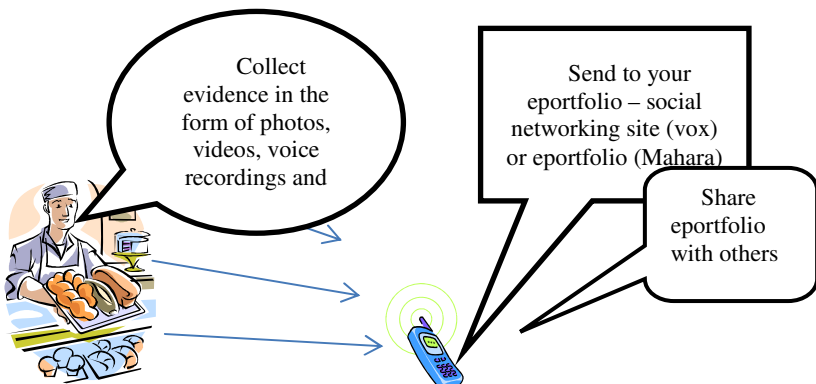 Collect
evidence in the
form of photos,
videos, voice
recordings and
Send to your
eportfolio – social
networking site (vox)
or eportfolio (Mahara)
Share
eportfolio
with others